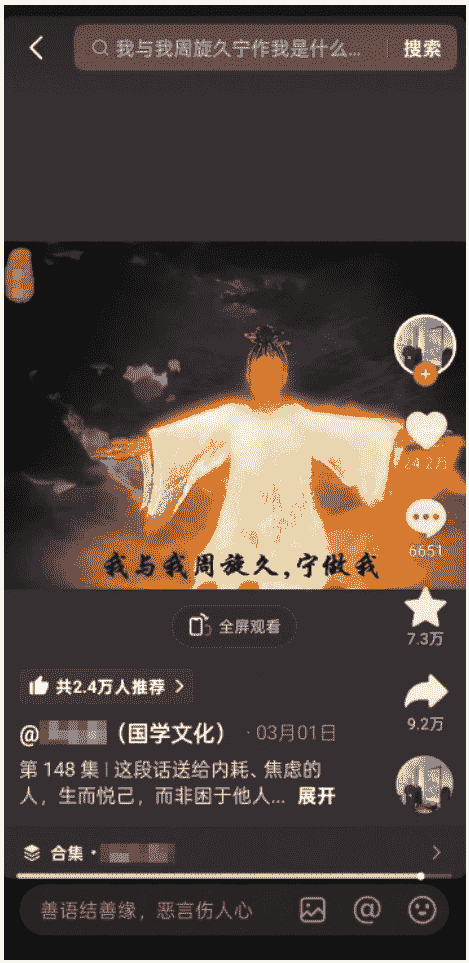 我与我周旋久宁作我是什么...
搜索
24.2万
6651
我与我周旋久,宁做我
全屏观看
7.3万
共2.4万人推荐
9.2万
@
（国学文化）
· 03月01日
第 148 集 | 这段话送给内耗、焦虑的
人，生而悦己，而非困于他人... 展开
合集 ·
善语结善缘，恶言伤人心
@